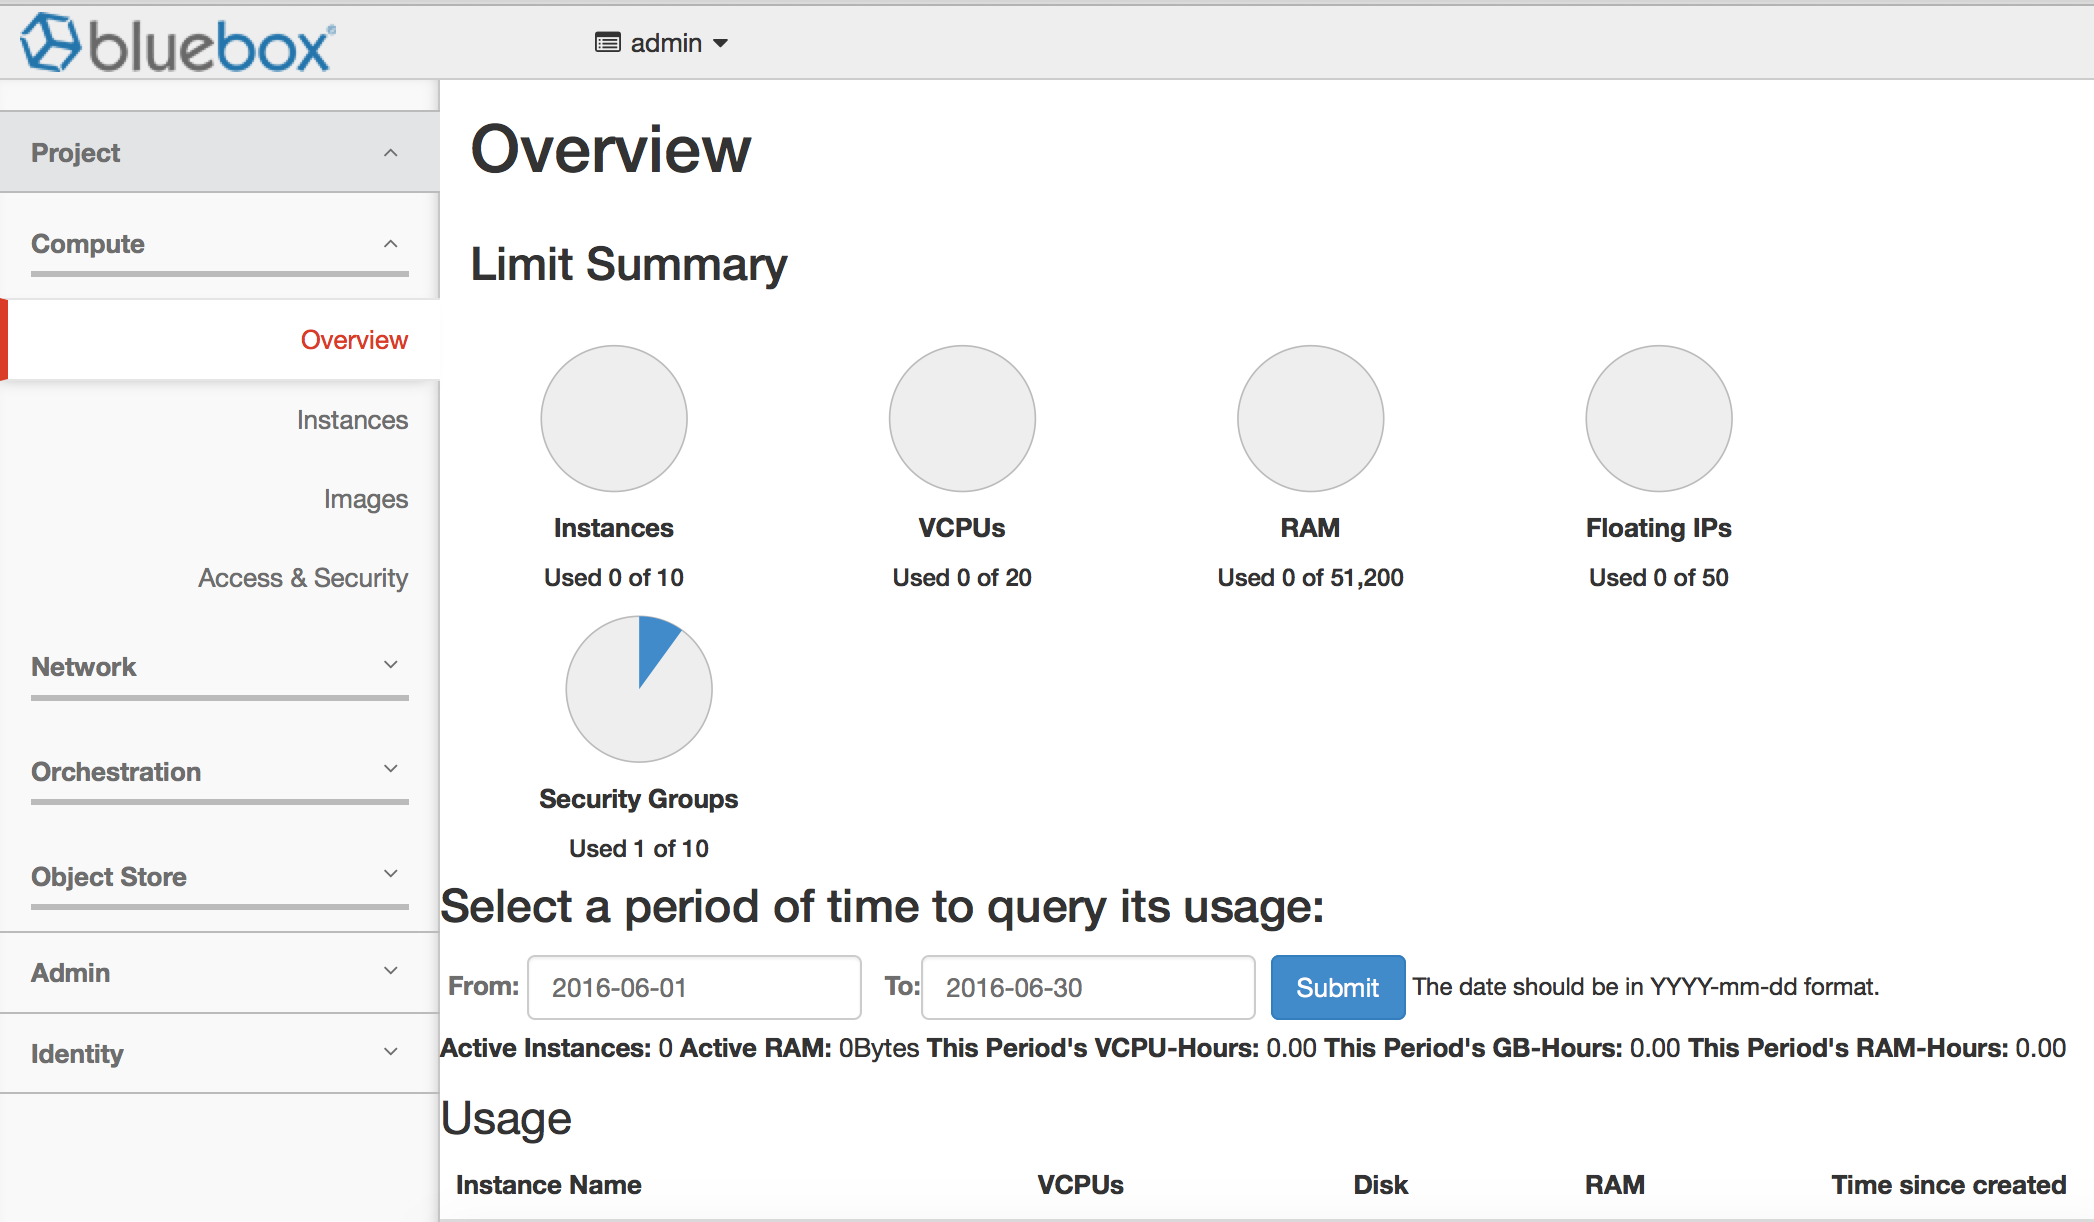 bluebox®
admin
Project
Compute
Overview
Instances
Images
Access & Security
Network
Orchestration
Object Store
Admin
Identity
Overview
Limit Summary
Instances
Used 0 of 10
VCPUs
Used 0 of 20
RAM
Used 0 of 51,200
Floating IPs
Used 0 of 50
Security Groups
Used 1 of 10
Select a period of time to query its usage:
From: 2016-06-01 To: 2016-06-30 Submit The date should be in YYYY-mm-dd format.
Active Instances: 0 Active RAM: 0Bytes This Period's VCPU-Hours: 0.00 This Period's GB-Hours: 0.00 This Period's RAM-Hours: 0.00
Usage
Instance Name VCPUs Disk RAM Time since created